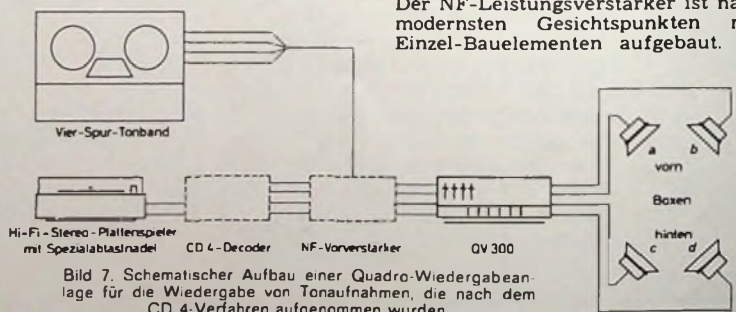 Der NF-Leistungsverstärker ist
modernsten Gesichtspunkten
Einzel-Bauelementen aufgebaut.
Vier-Spur-Tonband
a
b
vorn
Boxen
hinten
c
d
Hi-Fi-Stereo-Plattenspieler
mit Spezialabtastnadel
CD 4-Decoder
NF-Vorverstärker
QV 300
Bild 7. Schematischer Aufbau einer Quadro-Wiedergabean-
lage für die Wiedergabe von Tonaufnahmen, die nach dem
CD 4-Verfahren aufgenommen wurden